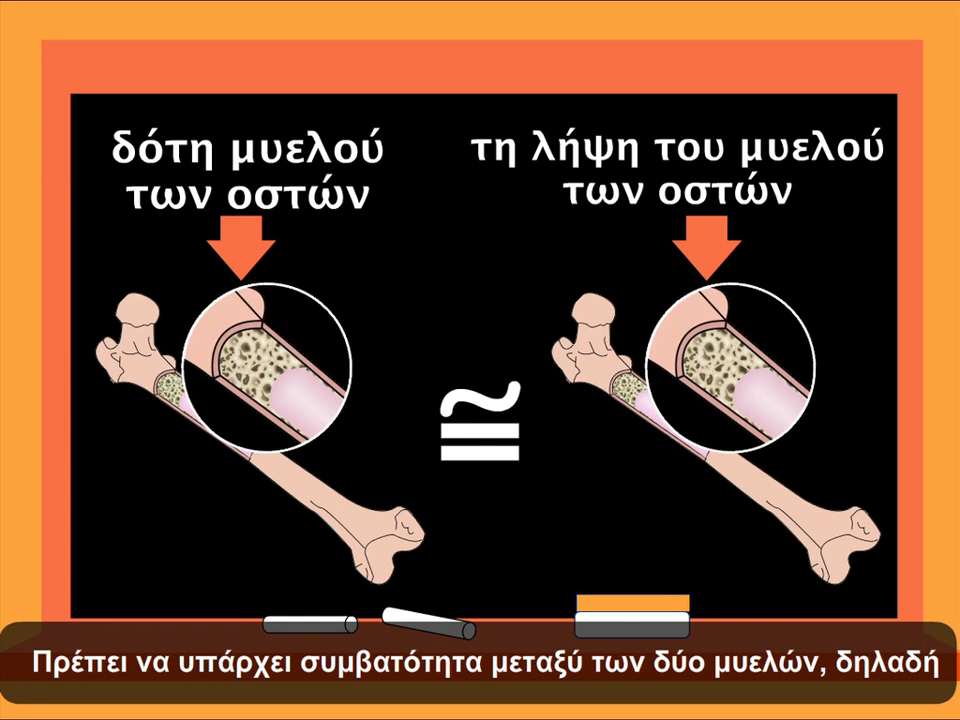 δότη μυελού
των οστών
τη λήψη του μυελού
των οστών
≅
Πρέπει να υπάρχει συμβατότητα μεταξύ των δύο μυελών, δηλαδή